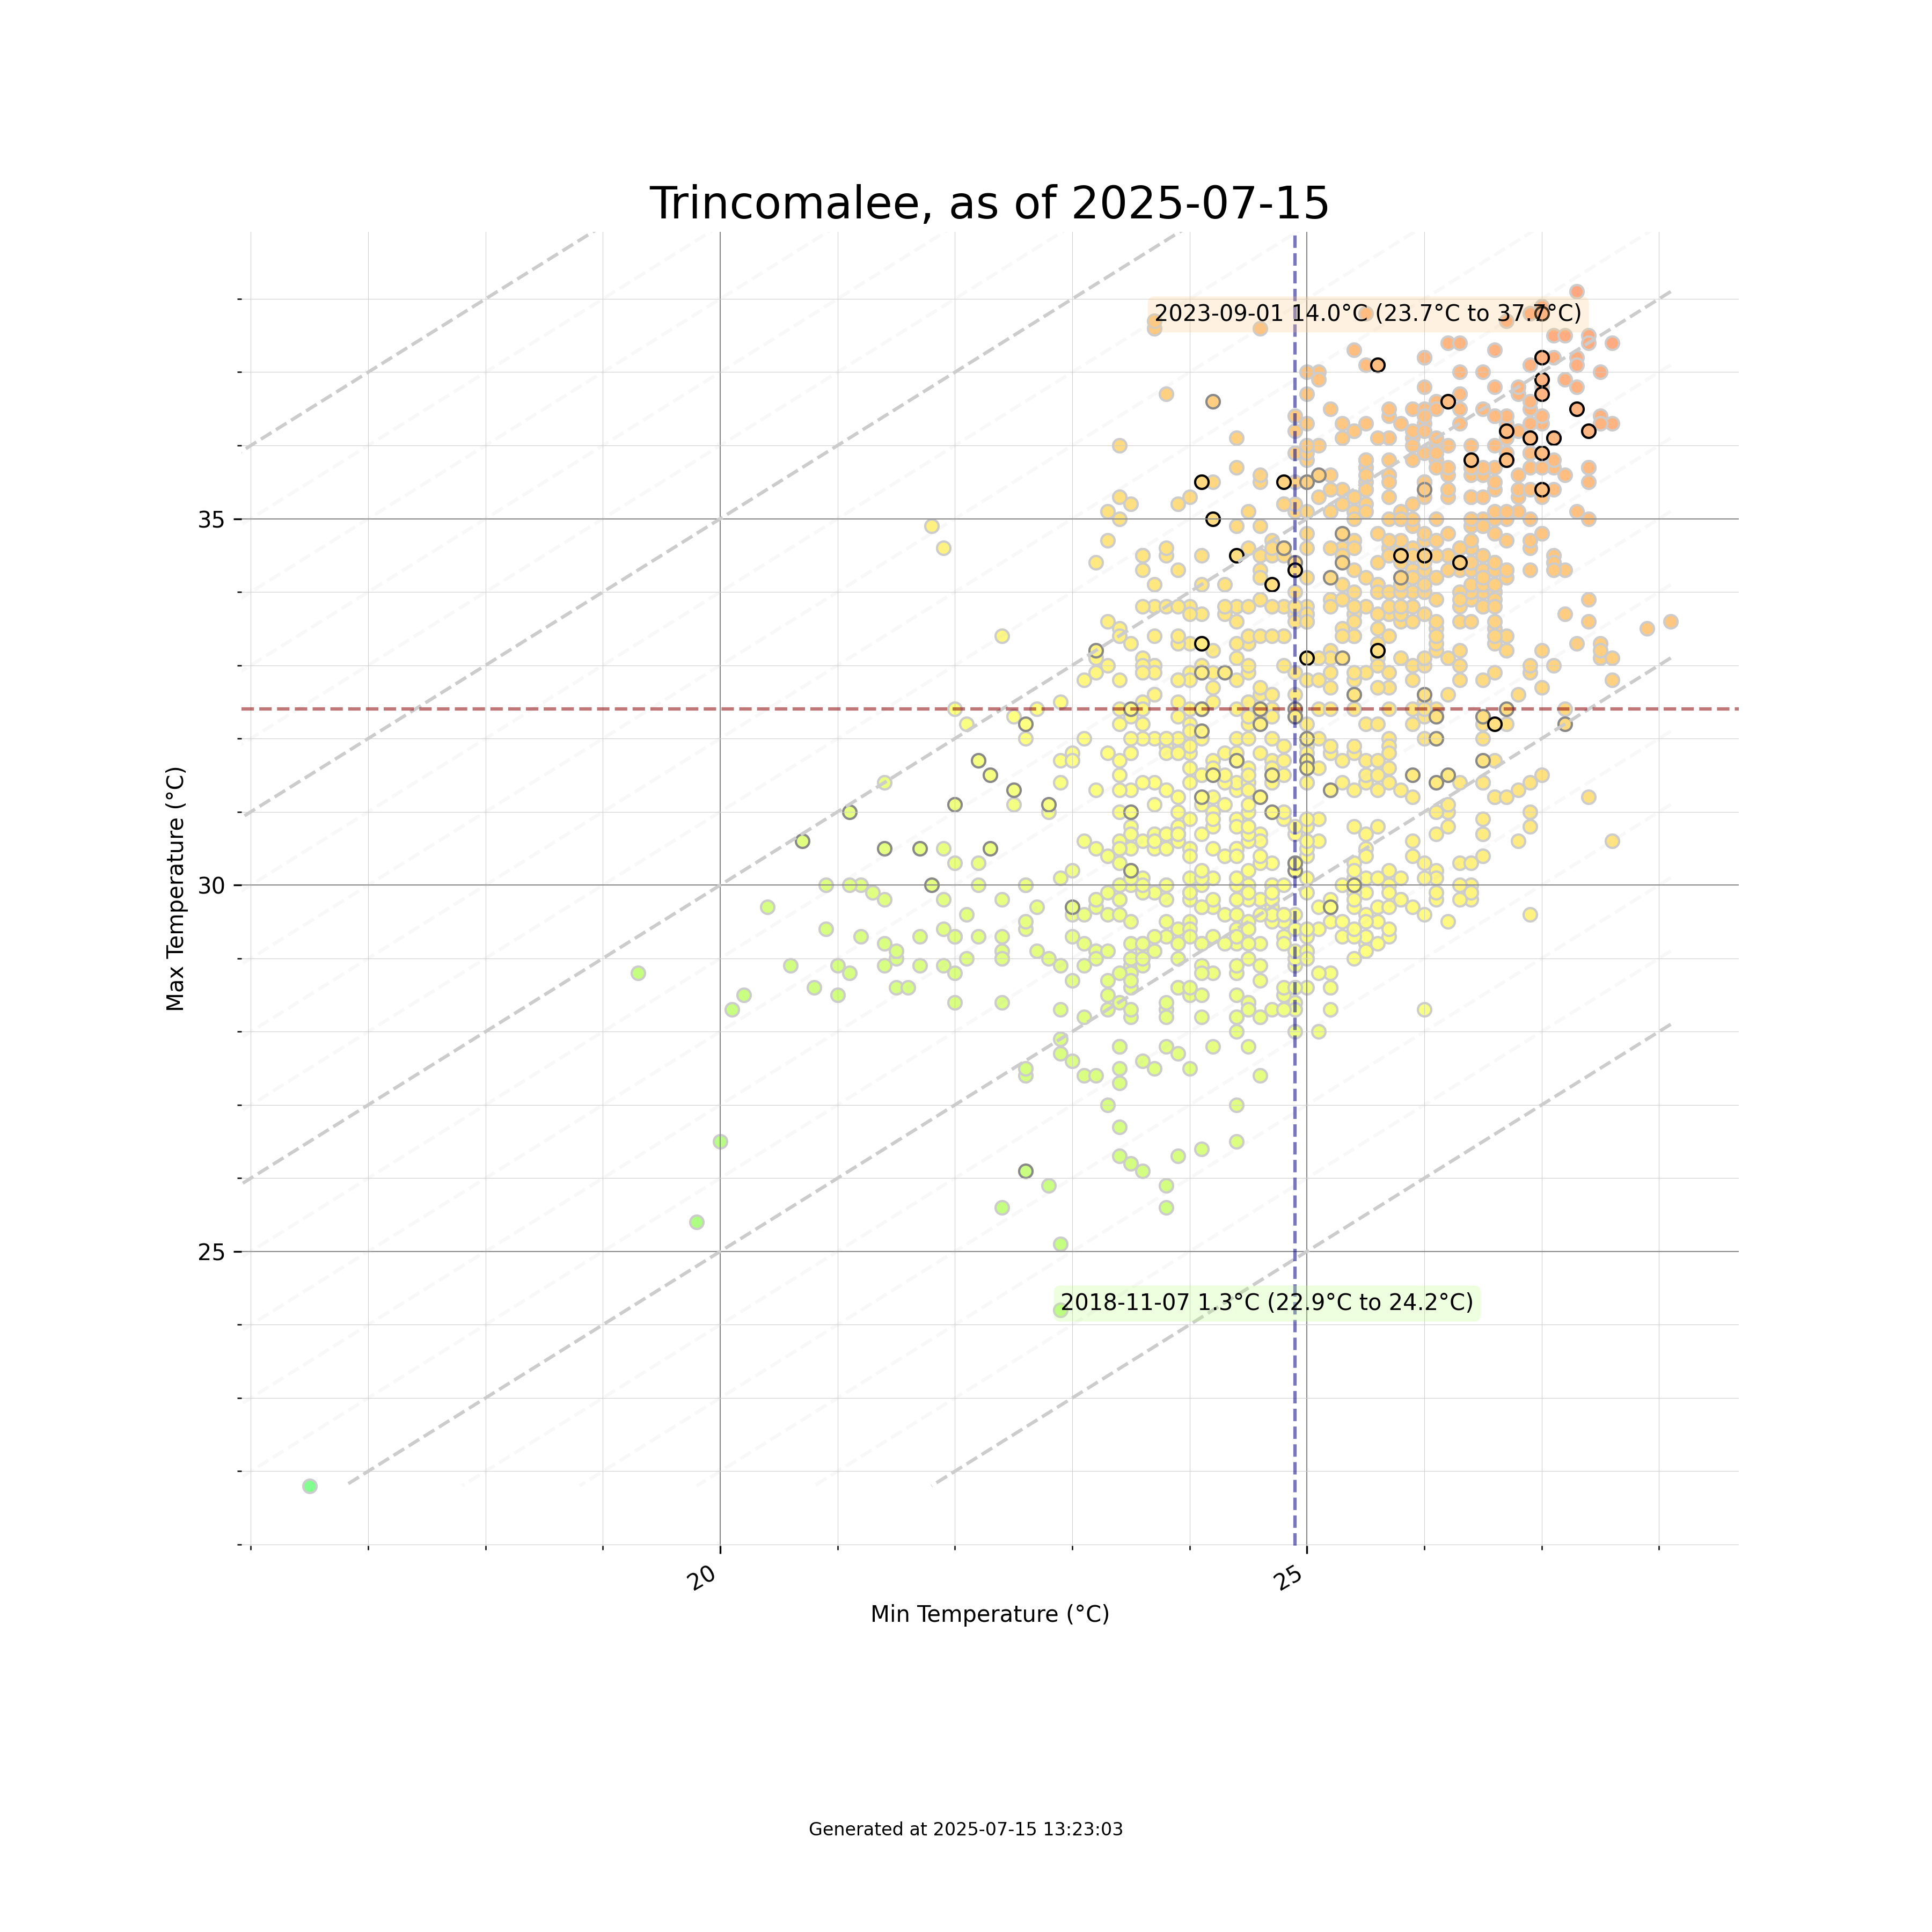 Trincomalee, as of 2025-07-15
2023-09-01 14.0°C (23.7°C to 37.7°C)
35
30
25
2018-11-07 1.3°C (22.9°C to 24.2°C)
Max Temperature (°C)
20
25
Min Temperature (°C)
Generated at 2025-07-15 13:23:03